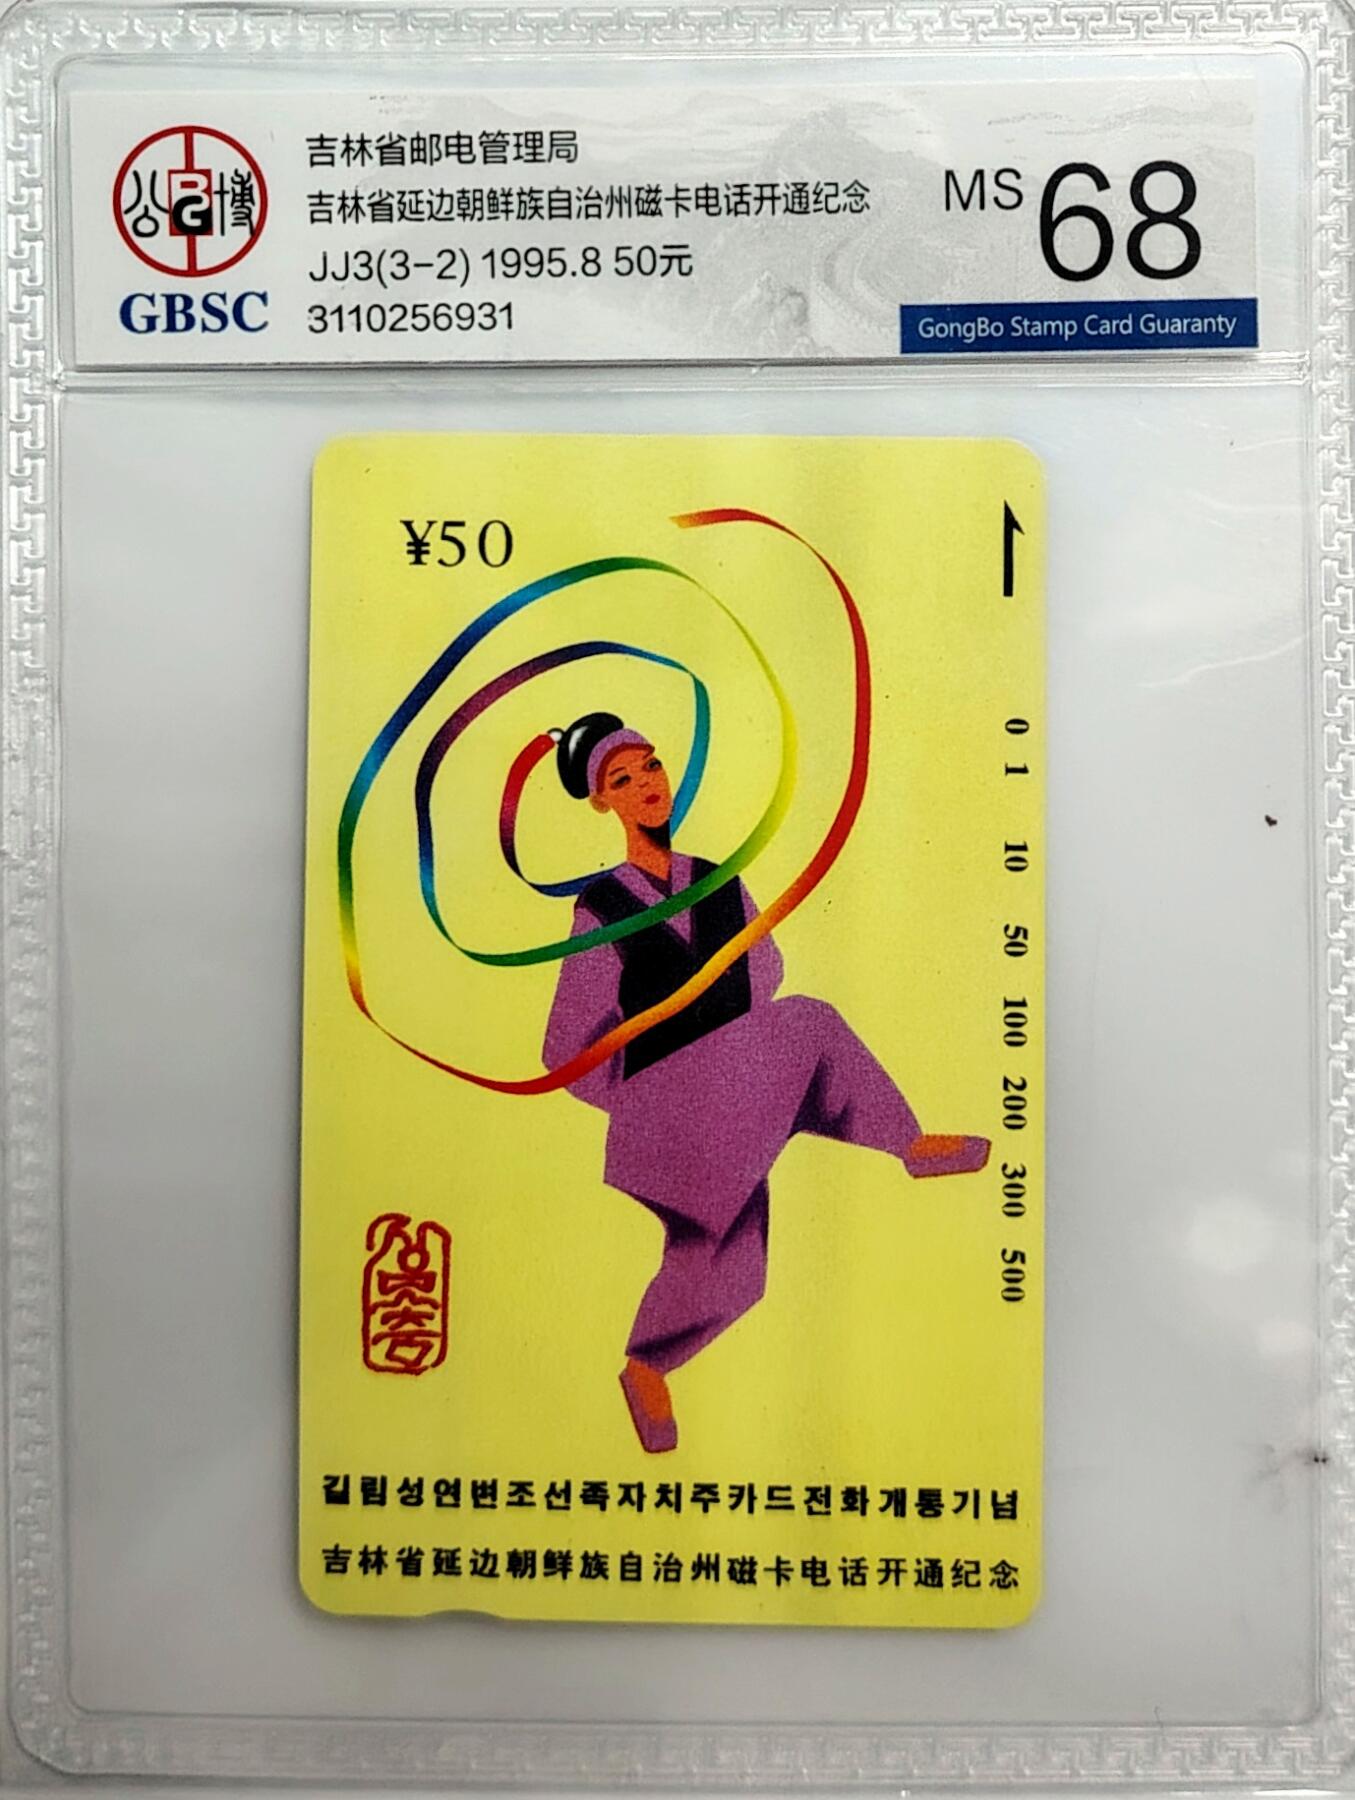 吉林省邮电管理局
吉林省延边朝鲜族自治州磁卡电话开通纪念
JJ3(3-2) 1995.8 50元
3110256931
公 博
GBSC
MS 68
GongBo Stamp Card Guaranty
¥50
0 1 10 50 100 200 300 500
길림성연변조선족자치주카드전화개통기념
吉林省延边朝鲜族自治州磁卡电话开通纪念